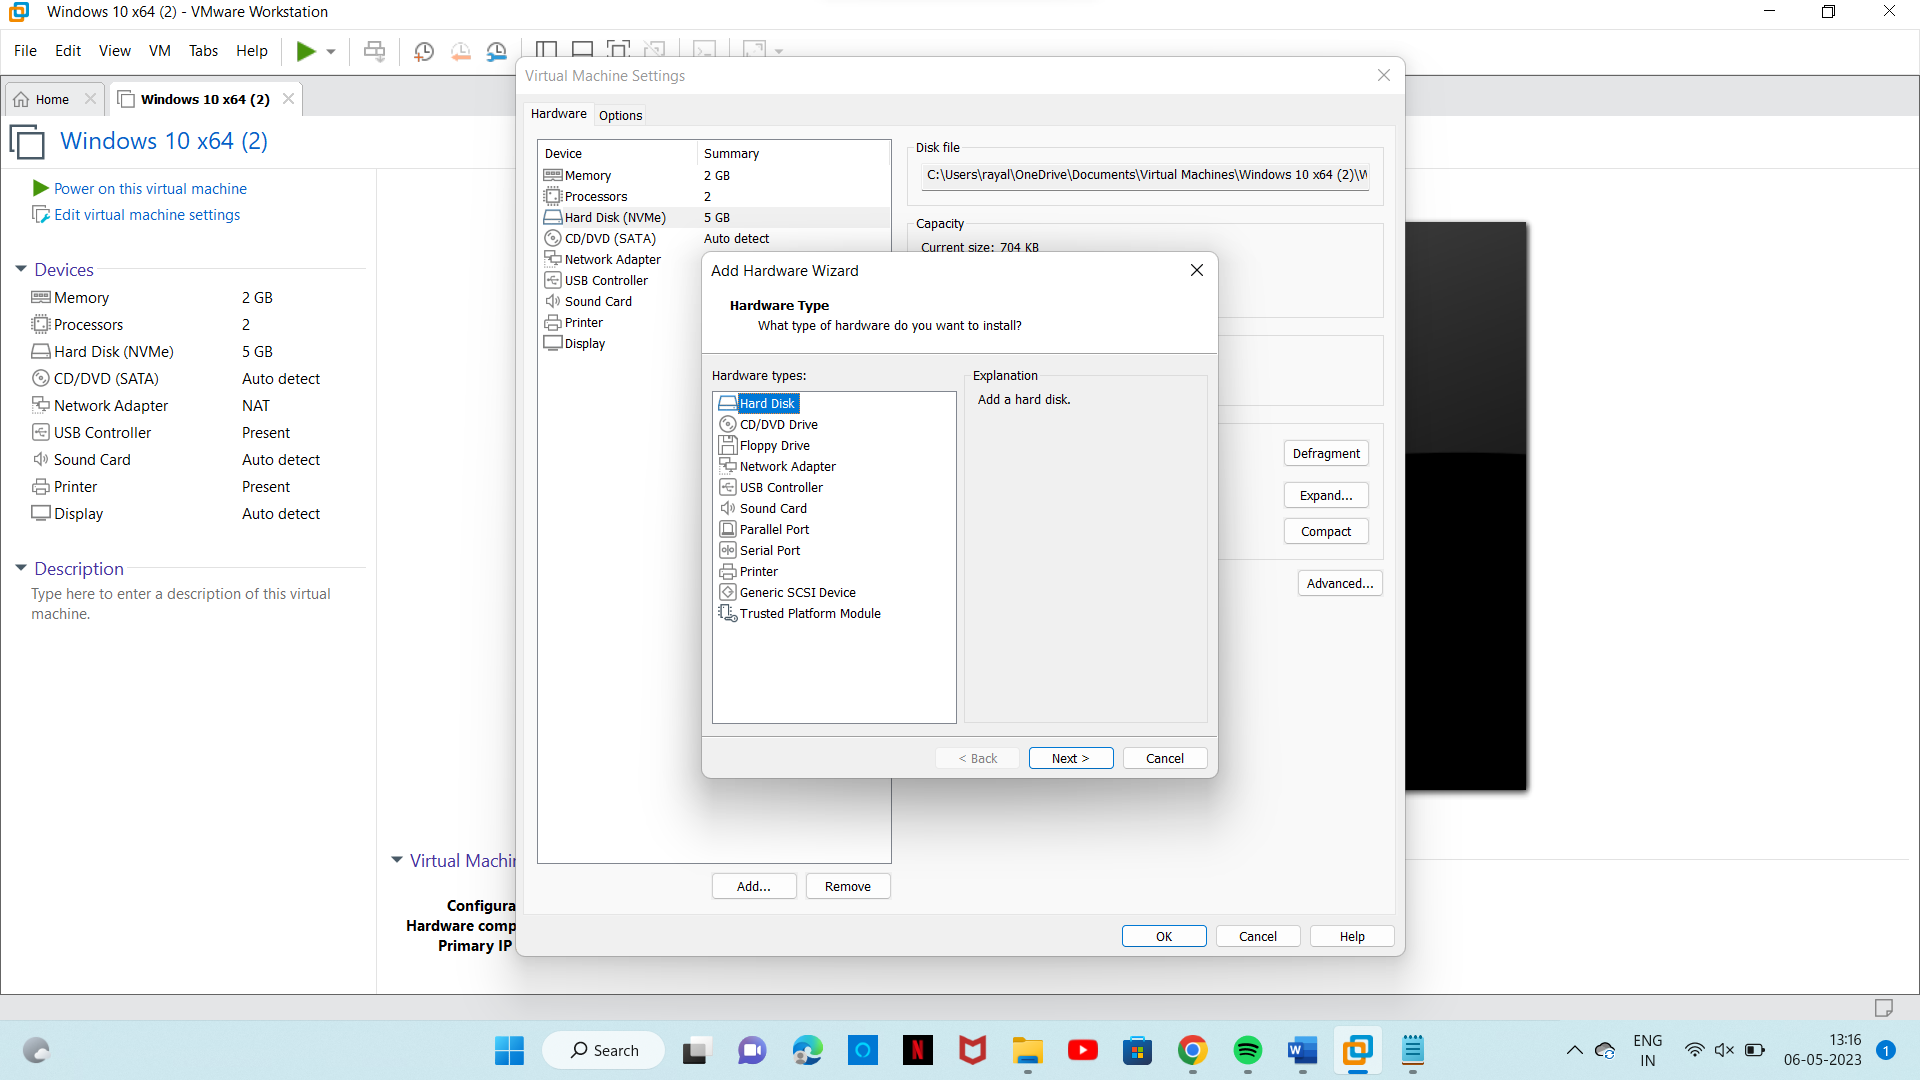 Windows 10 x64 (2) - VMware Workstation
File Edit View VM Tabs Help
Home
Windows 10 x64 (2)
Windows 10 x64 (2)
Power on this virtual machine
Edit virtual machine settings
Devices
Memory 2 GB
Processors 2
Hard Disk (NVMe) 5 GB
CD/DVD (SATA) Auto detect
Network Adapter NAT
USB Controller Present
Sound Card Auto detect
Printer Present
Display Auto detect
Description
Type here to enter a description of this virtual
machine.
Virtual Machin
Configura
Hardware comp
Primary IP
Virtual Machine Settings
Hardware Options
Device Summary
Memory 2 GB
Processors 2
Hard Disk (NVMe) 5 GB
CD/DVD (SATA) Auto detect
Network Adapter
USB Controller
Sound Card
Printer
Display
Add... Remove
Disk file
C:\Users\rayal\OneDrive\Documents\Virtual Machines\Windows 10 x64 (2)\W
Capacity
Current size: 704 KB
Defragment
Expand...
Compact
Advanced...
OK Cancel Help
Add Hardware Wizard
Hardware Type
What type of hardware do you want to install?
Hardware types:
Hard Disk
CD/DVD Drive
Floppy Drive
Network Adapter
USB Controller
Sound Card
Parallel Port
Serial Port
Printer
Generic SCSI Device
Trusted Platform Module
Explanation
Add a hard disk.
< Back Next > Cancel
Search
N
W
ENG
IN
13:16
06-05-2023
1